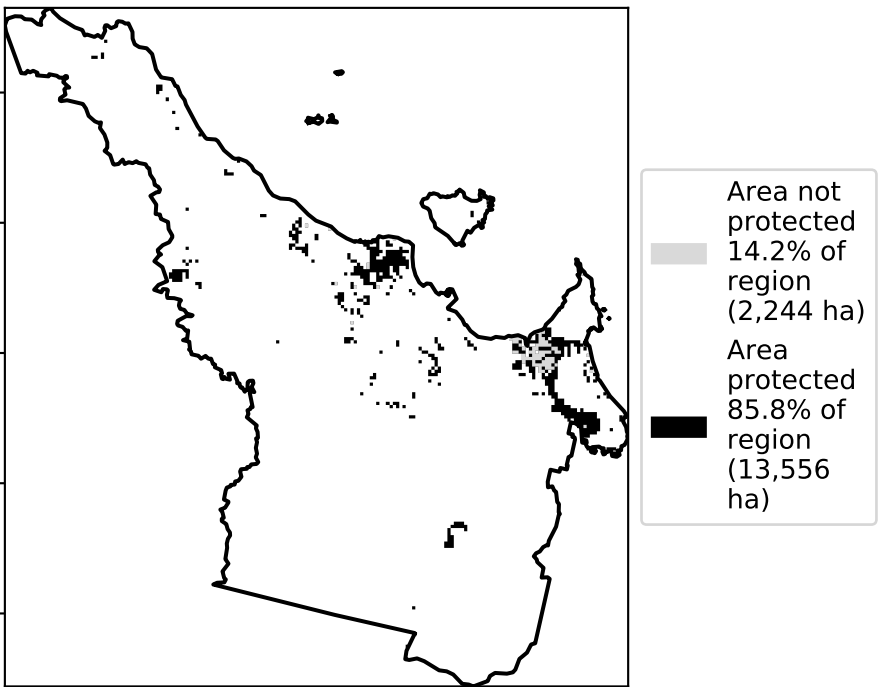 Area not
protected
14.2% of
region
(2,244 ha)
Area
protected
85.8% of
region
(13,556
ha)